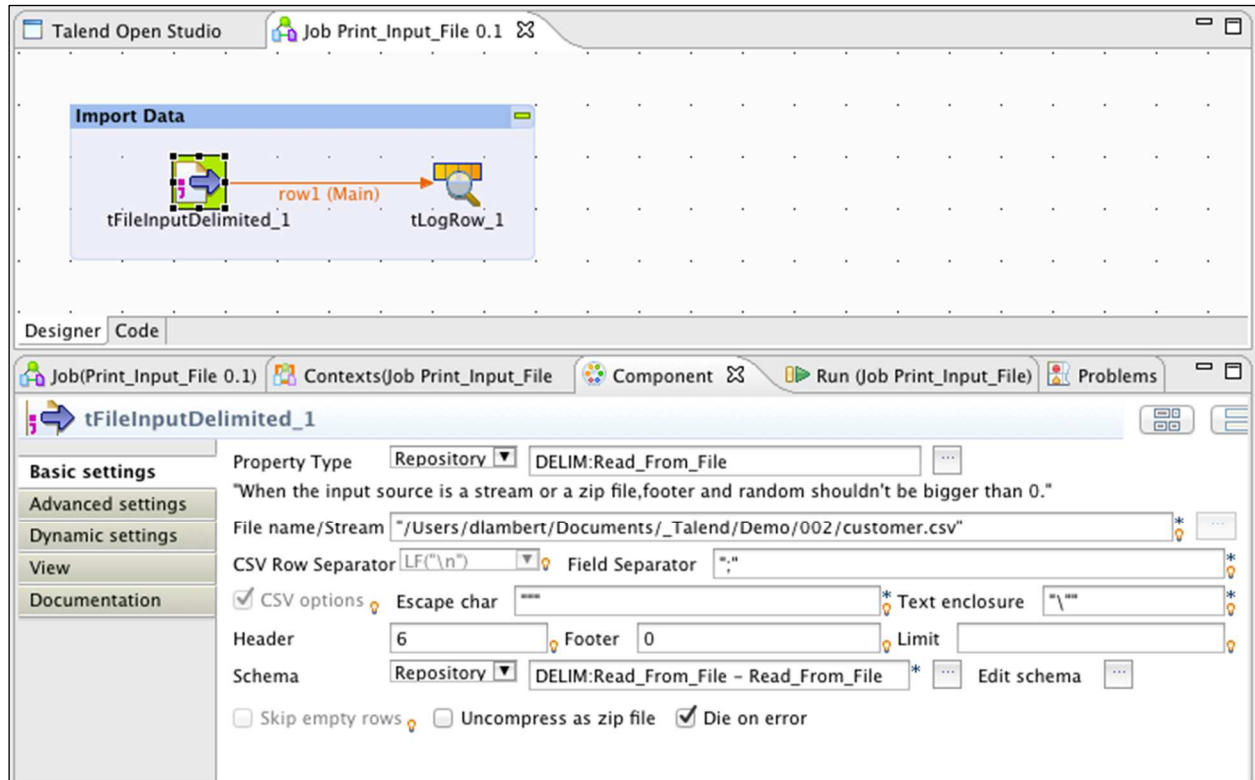 Talend Open Studio Job Print_Input_File 0.1
Import Data
row1 (Main)
tFileInputDelimited_1 tLogRow_1
Designer Code
Job(Print_Input_File 0.1) Contexts(Job Print_Input_File Component Run (Job Print_Input_File) Problems
tFileInputDelimited_1
Basic settings
Advanced settings
Dynamic settings
View
Documentation
Property Type Repository DELIM:Read_From_File ...
"When the input source is a stream or a zip file,footer and random shouldn't be bigger than 0."
File name/Stream "/Users/dlambert/Documents/_Talend/Demo/002/customer.csv" * ...
CSV Row Separator LF("\n") Field Separator ";" *
CSV options Escape char """ * Text enclosure "\"" *
Header 6 Footer 0 Limit
Schema Repository DELIM:Read_From_File - Read_From_File * ... Edit schema ...
Skip empty rows Uncompress as zip file Die on error